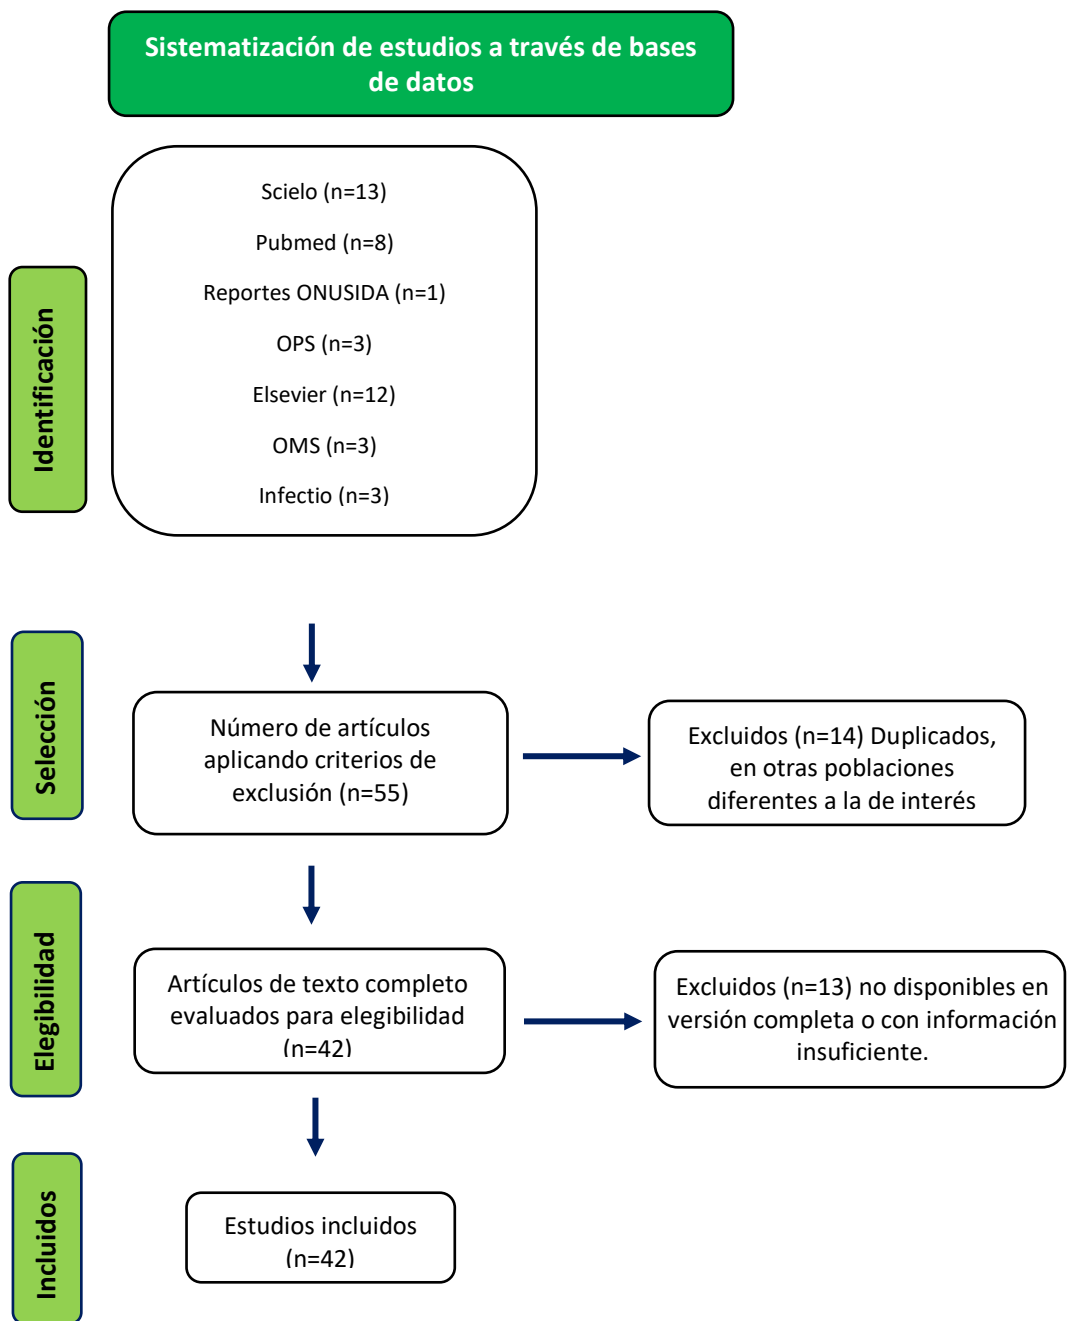 Sistematización de estudios a través de bases
de datos
Identificación
Scielo (n=13)
Pubmed (n=8)
Reportes ONUSIDA (n=1)
OPS (n=3)
Elsevier (n=12)
OMS (n=3)
Infectio (n=3)
Selección
Número de artículos
aplicando criterios de
exclusión (n=55)
Excluidos (n=14) Duplicados,
en otras poblaciones
diferentes a la de interés
Elegibilidad
Artículos de texto completo
evaluados para elegibilidad
(n=42)
Excluidos (n=13) no disponibles en
versión completa o con información
insuficiente.
Incluidos
Estudios incluidos
(n=42)